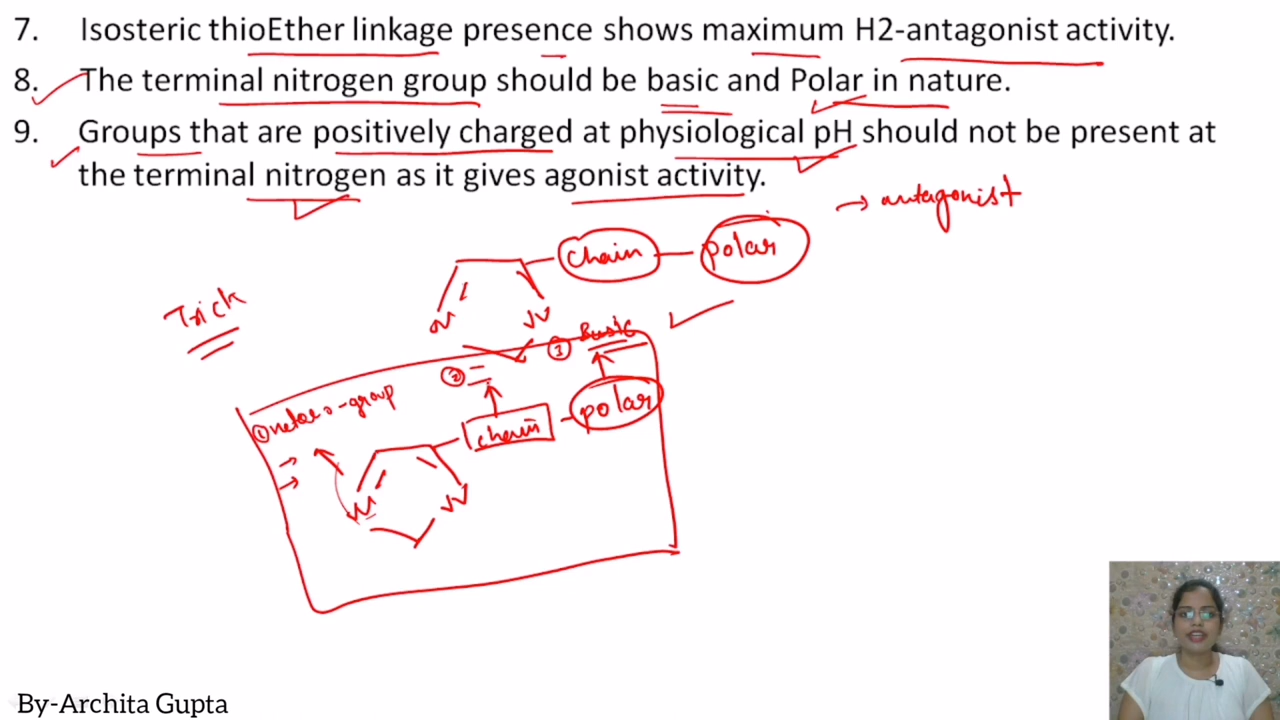 7. Isosteric thioEther linkage presence shows maximum H2-antagonist activity.
8. The terminal nitrogen group should be basic and Polar in nature.
9. Groups that are positively charged at physiological pH should not be present at
the terminal nitrogen as it gives agonist activity.
→ antagonist
chain — polar
Trick
N N
① Basic
② =
chain - polar
N N
By-Archita Gupta